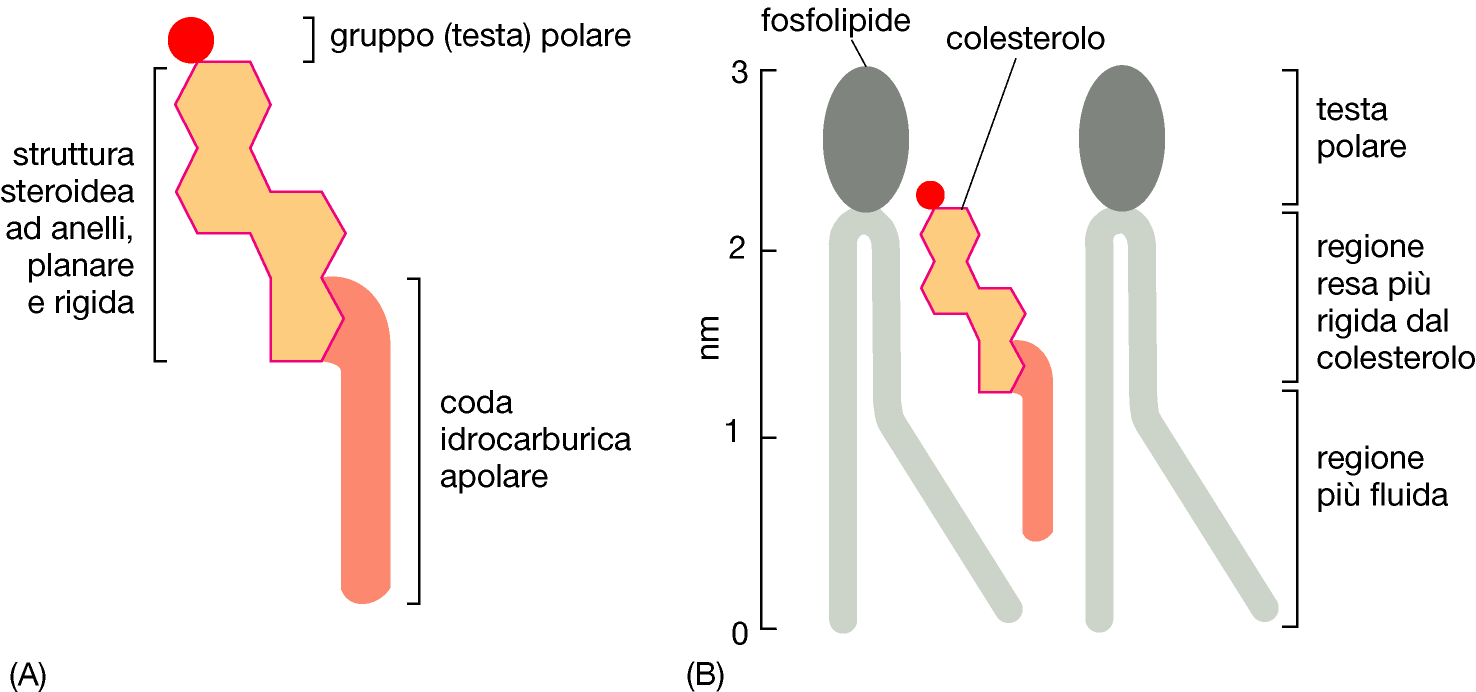 gruppo (testa) polare
struttura
steroidea
ad anelli,
planare
e rigida
coda
idrocarburica
apolare
(A)
fosfolipide
colesterolo
3
2
1
0
nm
testa
polare
regione
resa più
rigida dal
colesterolo
regione
più fluida
(B)